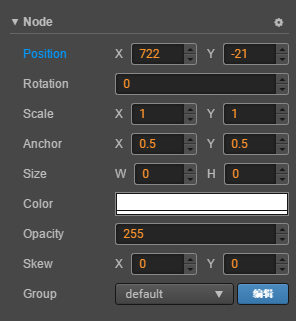 Node
Position X 722 Y -21
Rotation 0
Scale X 1 Y 1
Anchor X 0.5 Y 0.5
Size W 0 H 0
Color
Opacity 255
Skew X 0 Y 0
Group default 编辑